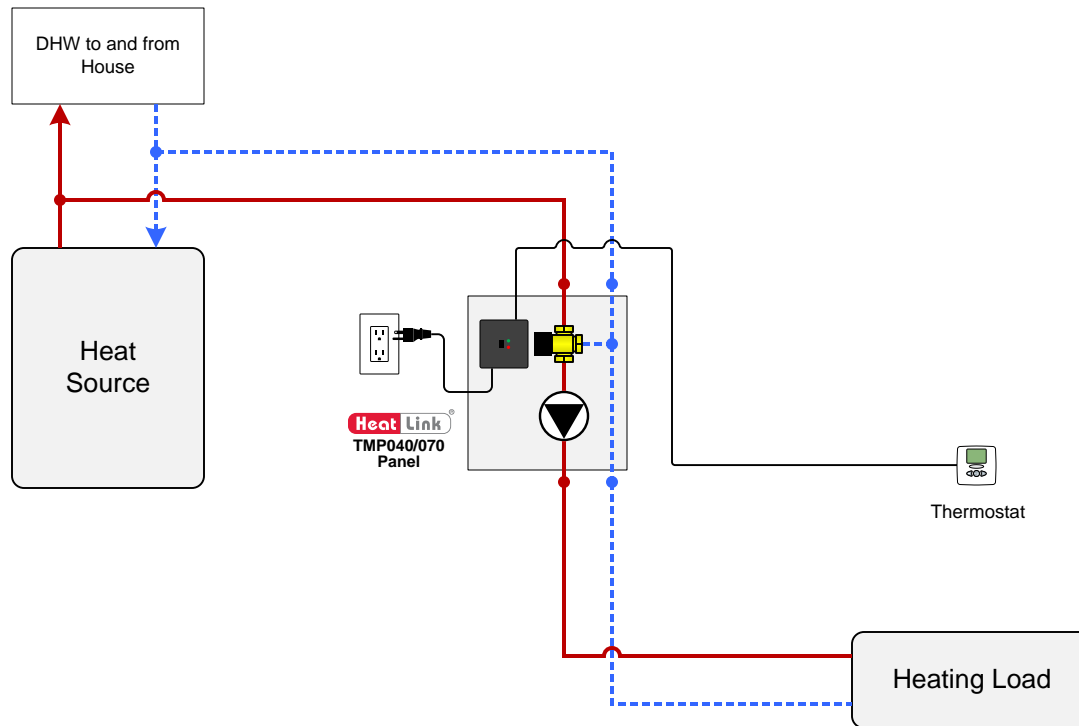 DHW to and from
House
Heat
Source
Heat Link®
TMP040/070
Panel
Thermostat
Heating Load